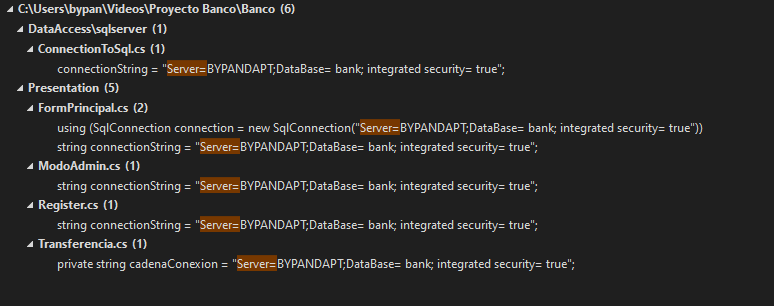 C:\Users\bypan\Videos\Proyecto Banco\Banco (6)
DataAccess\sqlserver (1)
ConnectionToSql.cs (1)
connectionString = "Server=BYPANDAPT;DataBase= bank; integrated security= true";
Presentation (5)
FormPrincipal.cs (2)
using (SqlConnection connection = new SqlConnection("Server=BYPANDAPT;DataBase= bank; integrated security= true"))
string connectionString = "Server=BYPANDAPT;DataBase= bank; integrated security= true";
ModoAdmin.cs (1)
string connectionString = "Server=BYPANDAPT;DataBase= bank; integrated security= true";
Register.cs (1)
string connectionString = "Server=BYPANDAPT;DataBase= bank; integrated security= true";
Transferencia.cs (1)
private string cadenaConexion = "Server=BYPANDAPT;DataBase= bank; integrated security= true";